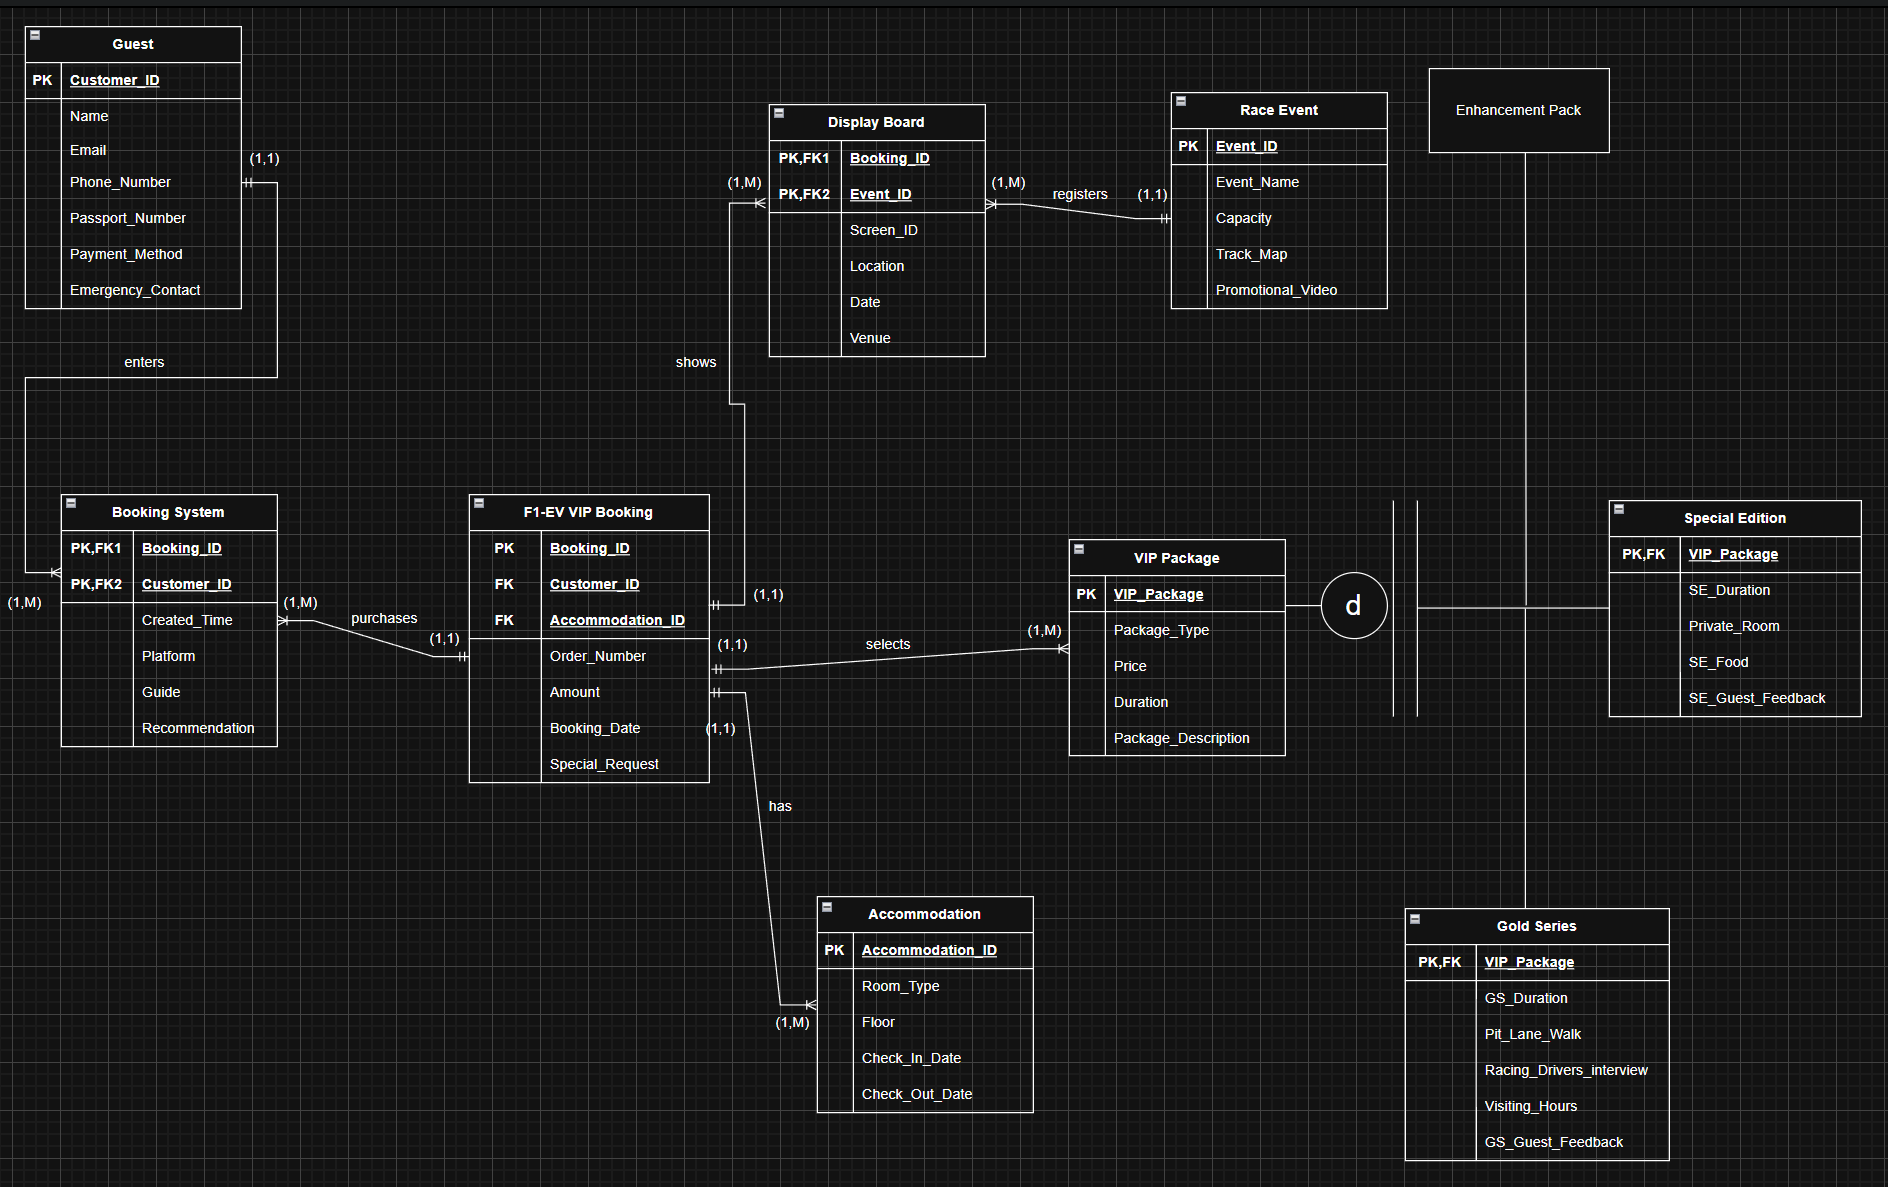 Guest
PK Customer_ID
Name
Email
Phone_Number
Passport_Number
Payment_Method
Emergency_Contact
(1,1)
enters
(1,M)
Booking System
PK,FK1 Booking_ID
PK,FK2 Customer_ID
Created_Time
Platform
Guide
Recommendation
(1,M)
purchases
(1,1)
F1-EV VIP Booking
PK Booking_ID
FK Customer_ID
FK Accommodation_ID
Order_Number
Amount
Booking_Date
Special_Request
(1,1)
shows
(1,M)
Display Board
PK,FK1 Booking_ID
PK,FK2 Event_ID
Screen_ID
Location
Date
Venue
(1,M)
registers
(1,1)
Race Event
PK Event_ID
Event_Name
Capacity
Track_Map
Promotional_Video
Enhancement Pack
(1,1)
selects
(1,M)
VIP Package
PK VIP_Package
Package_Type
Price
Duration
Package_Description
d
Special Edition
PK,FK VIP_Package
SE_Duration
Private_Room
SE_Food
SE_Guest_Feedback
(1,1)
has
(1,M)
Accommodation
PK Accommodation_ID
Room_Type
Floor
Check_In_Date
Check_Out_Date
Gold Series
PK,FK VIP_Package
GS_Duration
Pit_Lane_Walk
Racing_Drivers_interview
Visiting_Hours
GS_Guest_Feedback